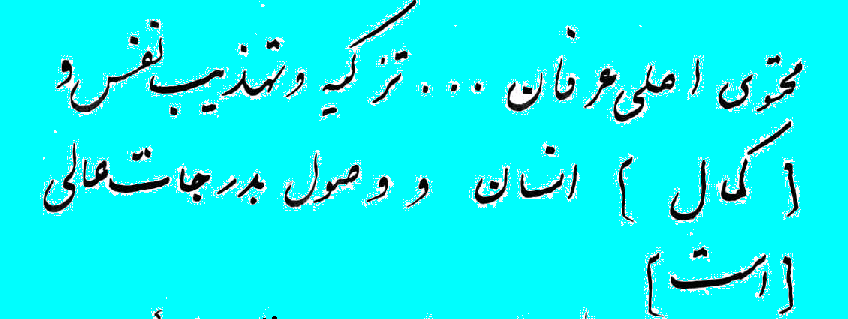 محتوی اصلی عرفان ... تزکیه و تهذیب نفس و
[ کمال ] انسان و وصول بدرجات عالی
[ است ]